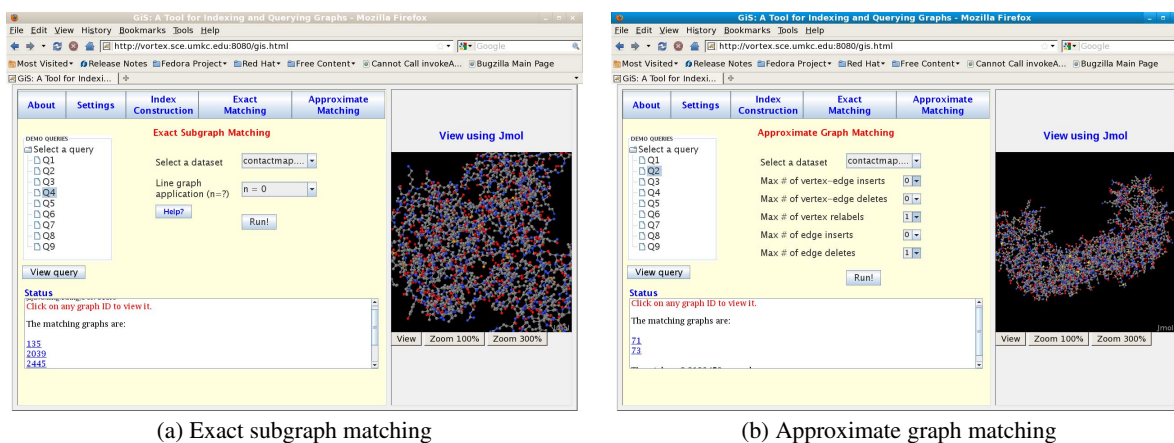 GiS: A Tool for Indexing and Querying Graphs - Mozilla Firefox
File Edit View History Bookmarks Tools Help
http://vortex.sce.umkc.edu:8080/gis.html
Google
Most Visited Release Notes Fedora Project Red Hat Free Content Cannot Call invokeA... Bugzilla Main Page
GiS: A Tool for Indexi...
About Settings Index Construction Exact Matching Approximate Matching
Exact Subgraph Matching
DEMO QUERIES
Select a query
Q1
Q2
Q3
Q4
Q5
Q6
Q7
Q8
Q9
Select a dataset contactmap....
Line graph
application (n=?) n = 0
Help?
Run!
View query
Status
Click on any graph ID to view it.
The matching graphs are:
135
2039
2445
View using Jmol
Jmol
View Zoom 100% Zoom 300%
(a) Exact subgraph matching
GiS: A Tool for Indexing and Querying Graphs - Mozilla Firefox
File Edit View History Bookmarks Tools Help
http://vortex.sce.umkc.edu:8080/gis.html
Google
Most Visited Release Notes Fedora Project Red Hat Free Content Cannot Call invokeA... Bugzilla Main Page
GiS: A Tool for Indexi...
About Settings Index Construction Exact Matching Approximate Matching
Approximate Graph Matching
DEMO QUERIES
Select a query
Q1
Q2
Q3
Q4
Q5
Q6
Q7
Q8
Q9
Select a dataset contactmap....
Max # of vertex-edge inserts 0
Max # of vertex-edge deletes 0
Max # of vertex relabels 1
Max # of edge inserts 0
Max # of edge deletes 1
Run!
View query
Status
Click on any graph ID to view it.
The matching graphs are:
71
73
View using Jmol
Jmol
View Zoom 100% Zoom 300%
(b) Approximate graph matching